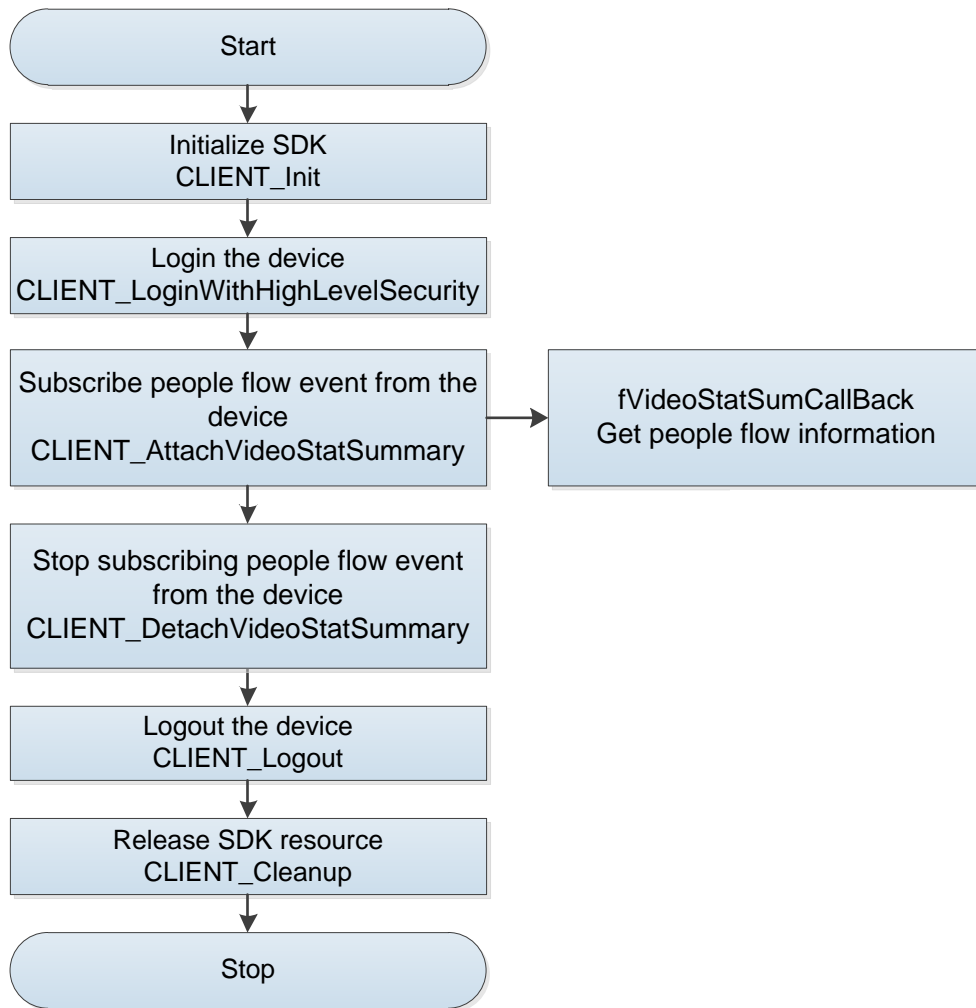 Start
Initialize SDK
CLIENT_Init
Login the device
CLIENT_LoginWithHighLevelSecurity
Subscribe people flow event from the
device
CLIENT_AttachVideoStatSummary
fVideoStatSumCallBack
Get people flow information
Stop subscribing people flow event
from the device
CLIENT_DetachVideoStatSummary
Logout the device
CLIENT_Logout
Release SDK resource
CLIENT_Cleanup
Stop